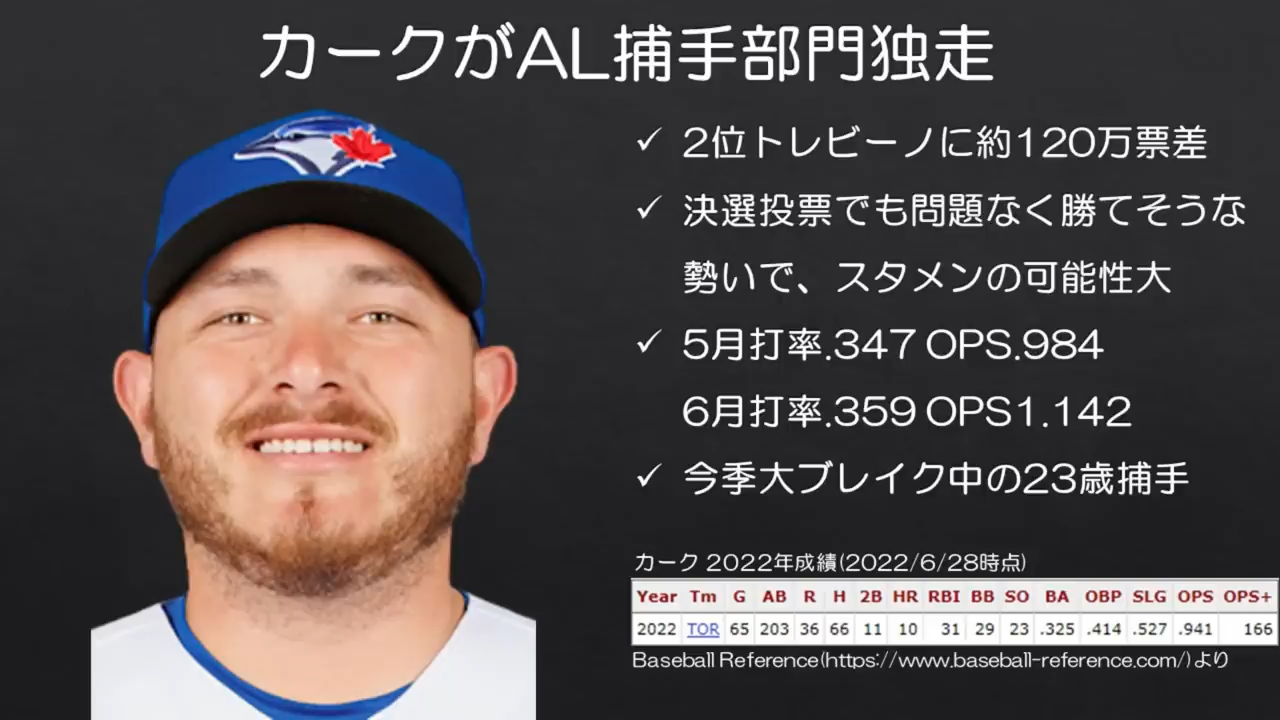 カークがAL捕手部門独走
✓ 2位トレビーノに約120万票差
✓ 決選投票でも問題なく勝てそうな
勢いで、スタメンの可能性大
✓ 5月打率.347 OPS.984
6月打率.359 OPS1.142
✓ 今季大ブレイク中の23歳捕手
カーク 2022年成績(2022/6/28時点)
Year Tm G AB R H 2B HR RBI BB SO BA OBP SLG OPS OPS+
2022 TOR 65 203 36 66 11 10 31 29 23 .325 .414 .527 .941 166
Baseball Reference(https://www.baseball-reference.com/)より